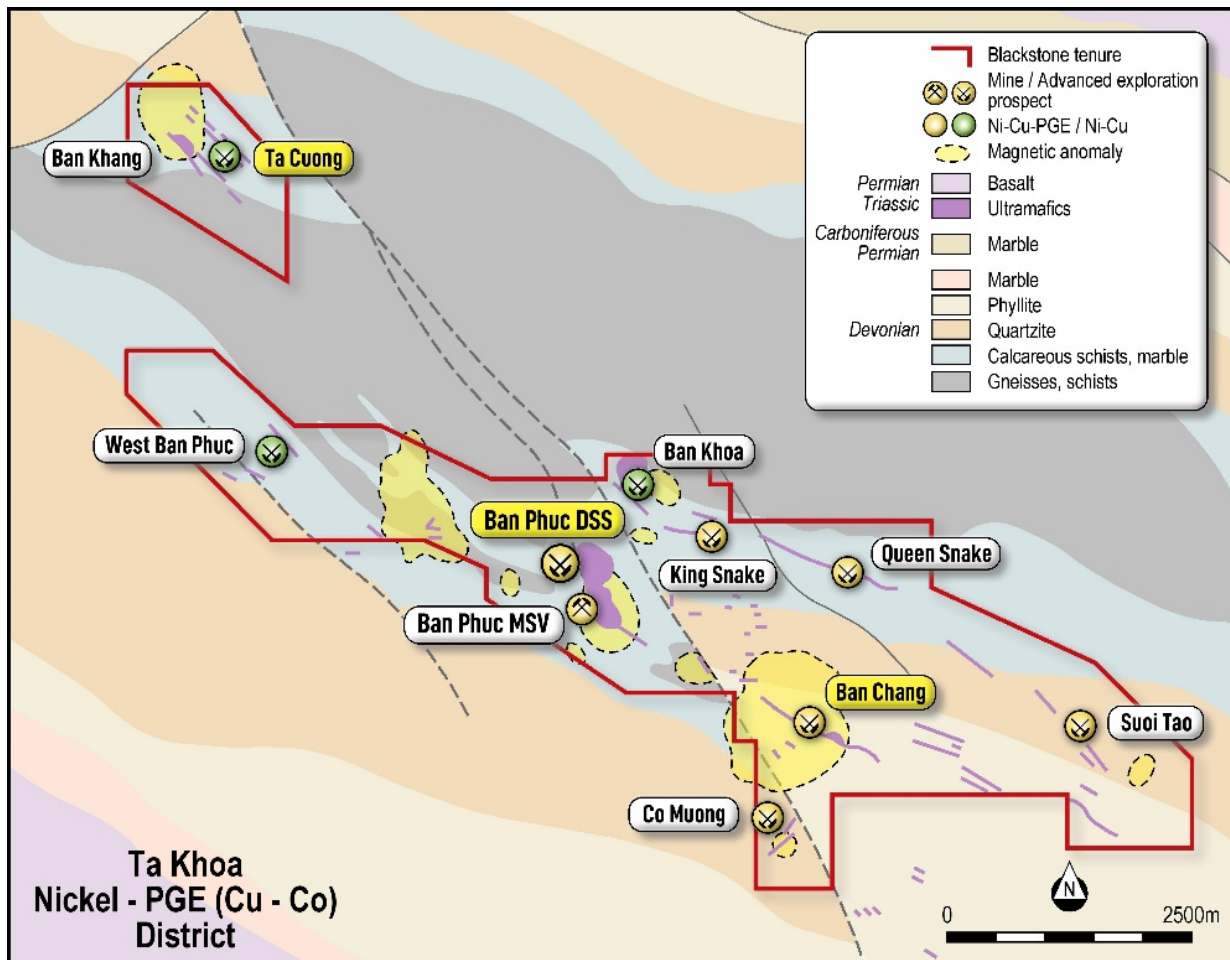 Blackstone tenure
Mine / Advanced exploration
prospect
Ni-Cu-PGE / Ni-Cu
Magnetic anomaly
Permian
Triassic
Basalt
Ultramafics
Carboniferous
Permian
Marble
Marble
Phyllite
Devonian
Quartzite
Calcareous schists, marble
Gneisses, schists
Ban Khang
Ta Cuong
West Ban Phuc
Ban Khoa
Ban Phuc DSS
King Snake
Queen Snake
Ban Phuc MSV
Ban Chang
Suoi Tao
Co Muong
Ta Khoa
Nickel - PGE (Cu - Co)
District
N
0 2500m